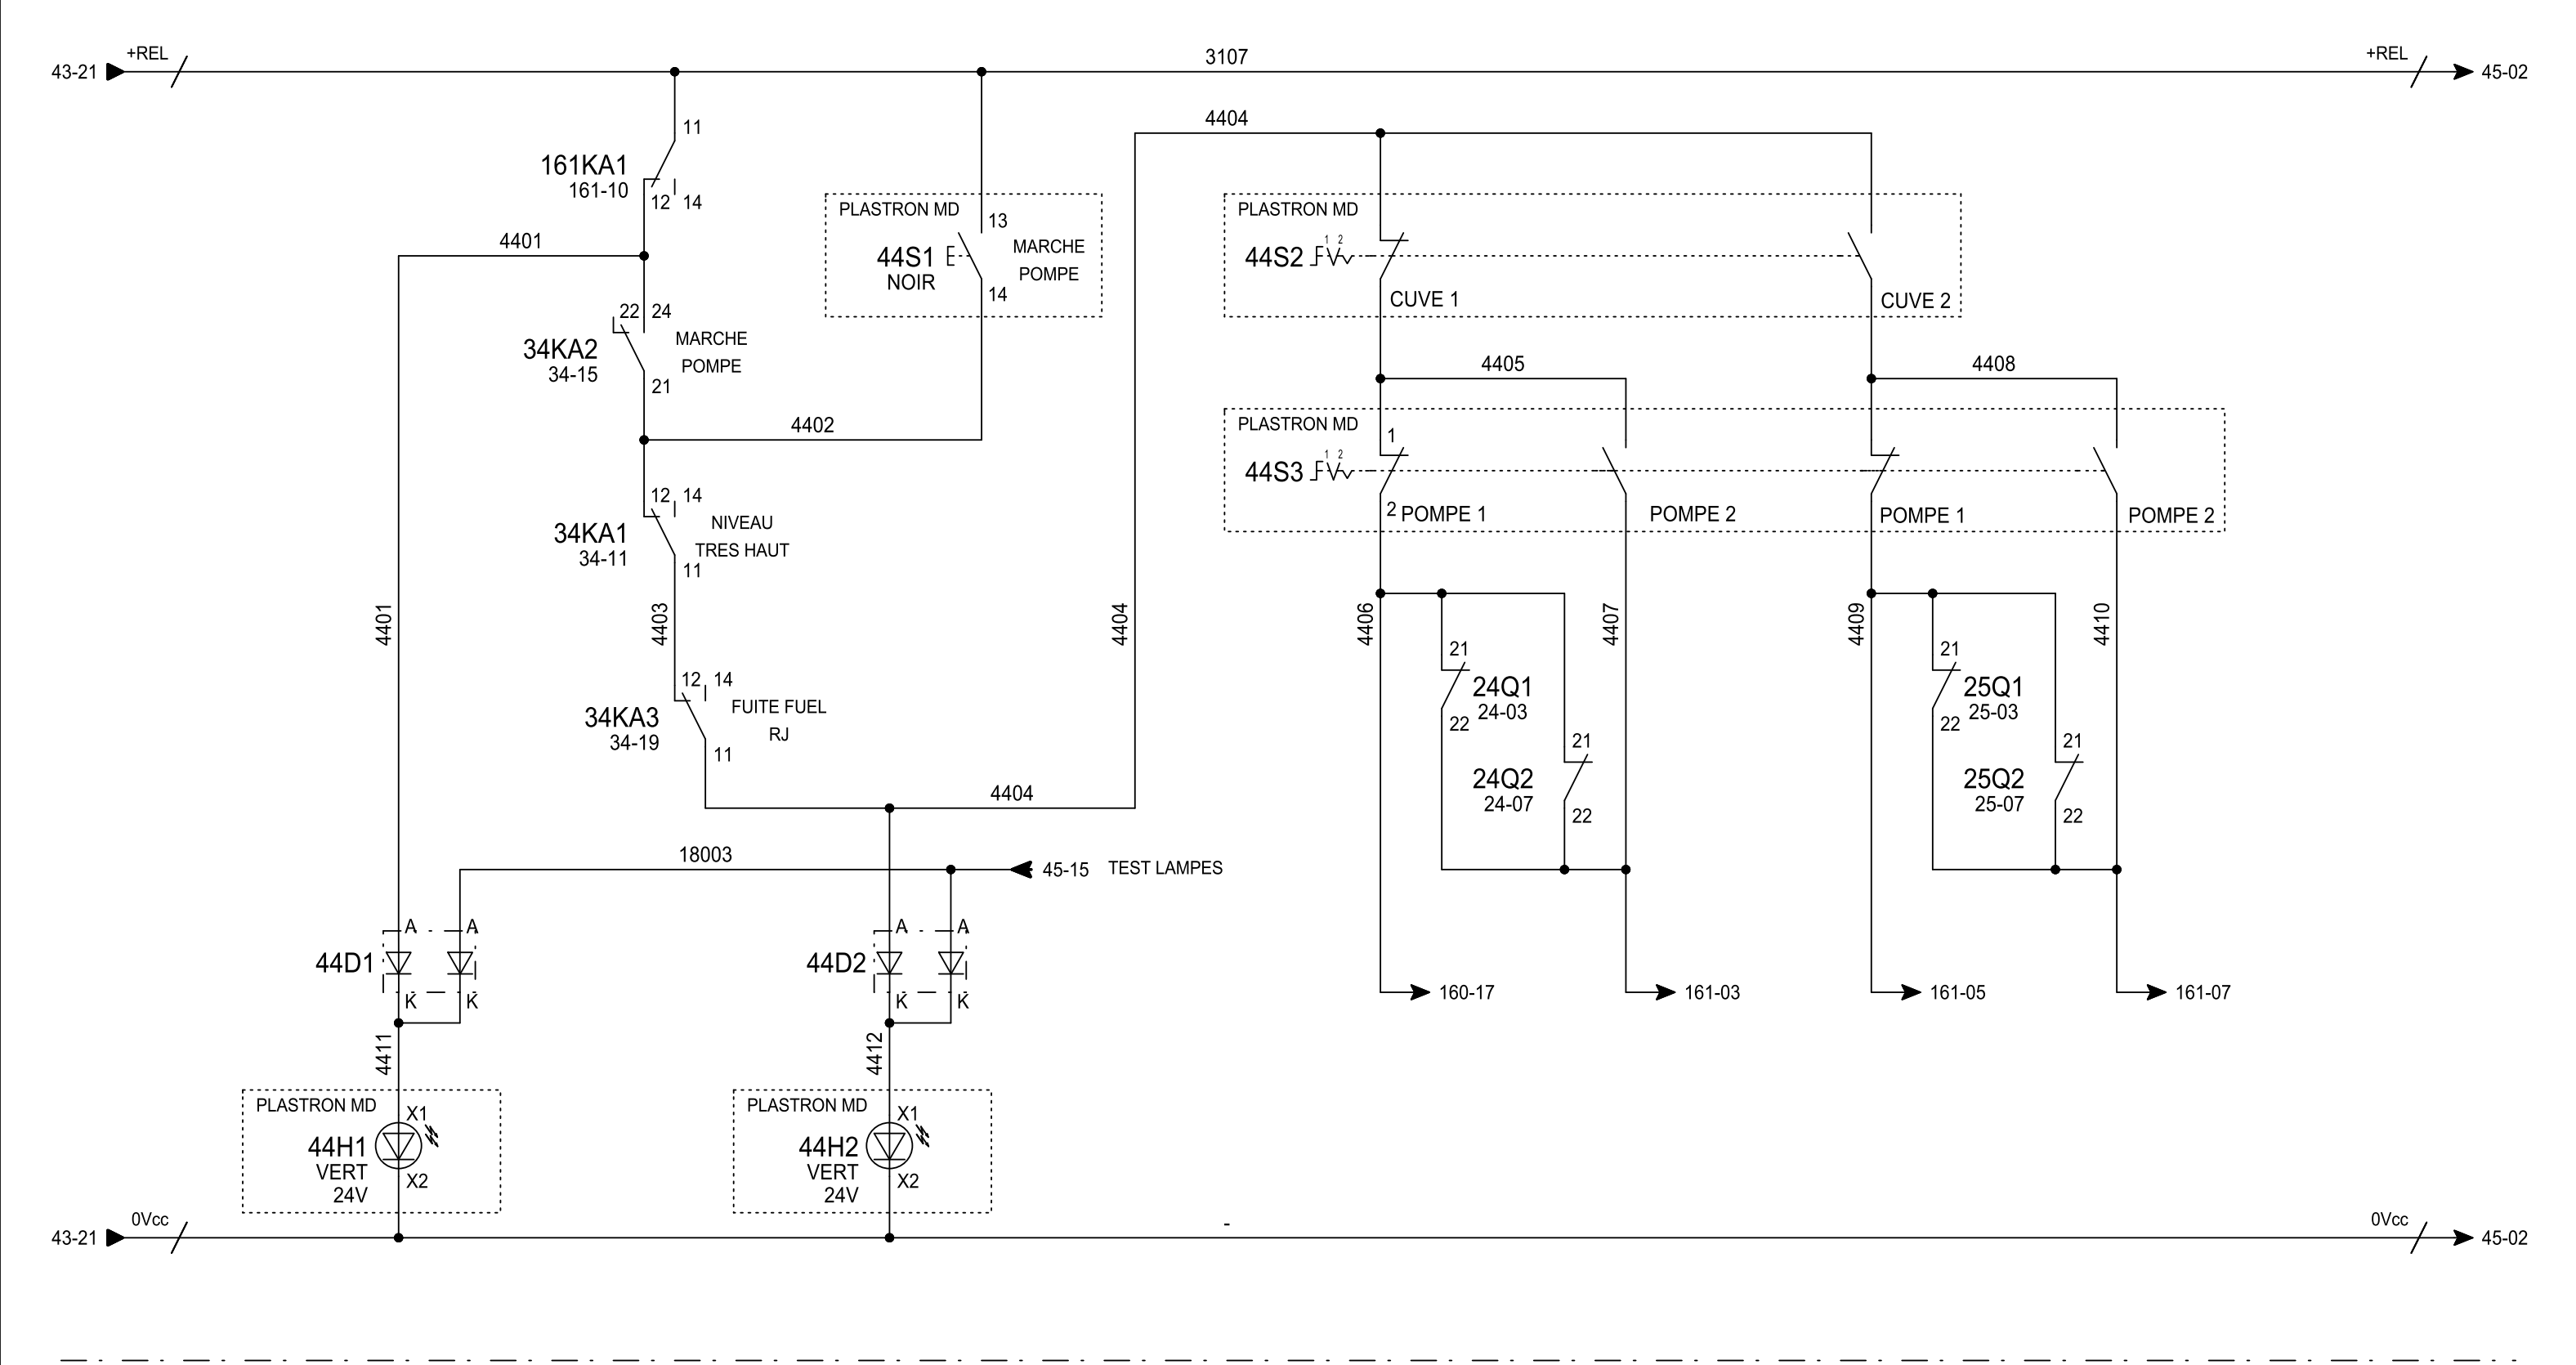 +REL
3107
+REL
43-21
45-02
4404
11
161KA1
161-10
12 14
PLASTRON MD
13
44S1
NOIR
MARCHE
POMPE
14
PLASTRON MD
44S2
1 2
CUVE 1
CUVE 2
4401
22 24
34KA2
34-15
MARCHE
POMPE
21
4402
4405
4408
PLASTRON MD
44S3
1 2
1
2 POMPE 1
POMPE 2
POMPE 1
POMPE 2
12 14
34KA1
34-11
NIVEAU
TRES HAUT
11
4401
4403
4404
4406
4407
4409
4410
12 14
34KA3
34-19
FUITE FUEL
RJ
11
21
24Q1
24-03
22
21
24Q2
24-07
22
21
25Q1
25-03
22
21
25Q2
25-07
22
4404
18003
45-15 TEST LAMPES
A A
44D1
K K
A A
44D2
K K
160-17
161-03
161-05
161-07
4411
4412
PLASTRON MD
X1
44H1
VERT
24V
X2
PLASTRON MD
X1
44H2
VERT
24V
X2
0Vcc
-
0Vcc
43-21
45-02